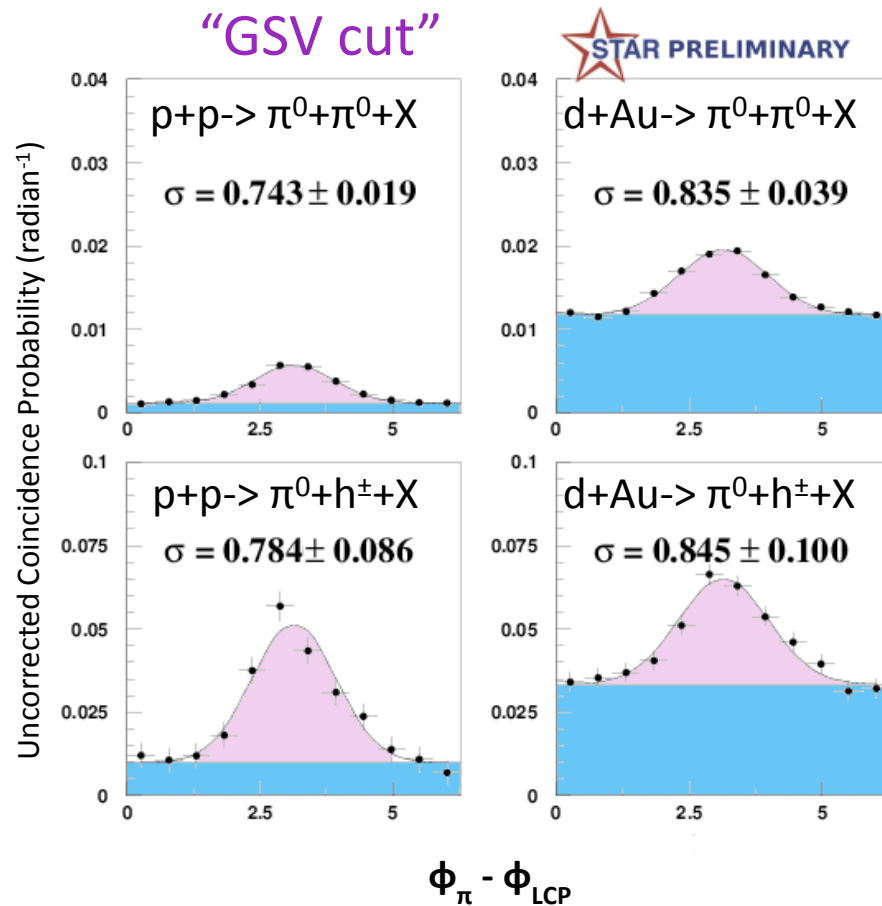 “GSV cut”
STAR PRELIMINARY
Uncorrected Coincidence Probability (radian⁻¹)
0.04
0.03
0.02
0.01
0
p+p-> π⁰+π⁰+X
σ = 0.743 ± 0.019
0
2.5
5
0.04
0.03
0.02
0.01
0
d+Au-> π⁰+π⁰+X
σ = 0.835 ± 0.039
0
2.5
5
0.1
0.075
0.05
0.025
0
p+p-> π⁰+h±+X
σ = 0.784 ± 0.086
0
2.5
5
0.1
0.075
0.05
0.025
0
d+Au-> π⁰+h±+X
σ = 0.845 ± 0.100
0
2.5
5
ϕπ - ϕLCP